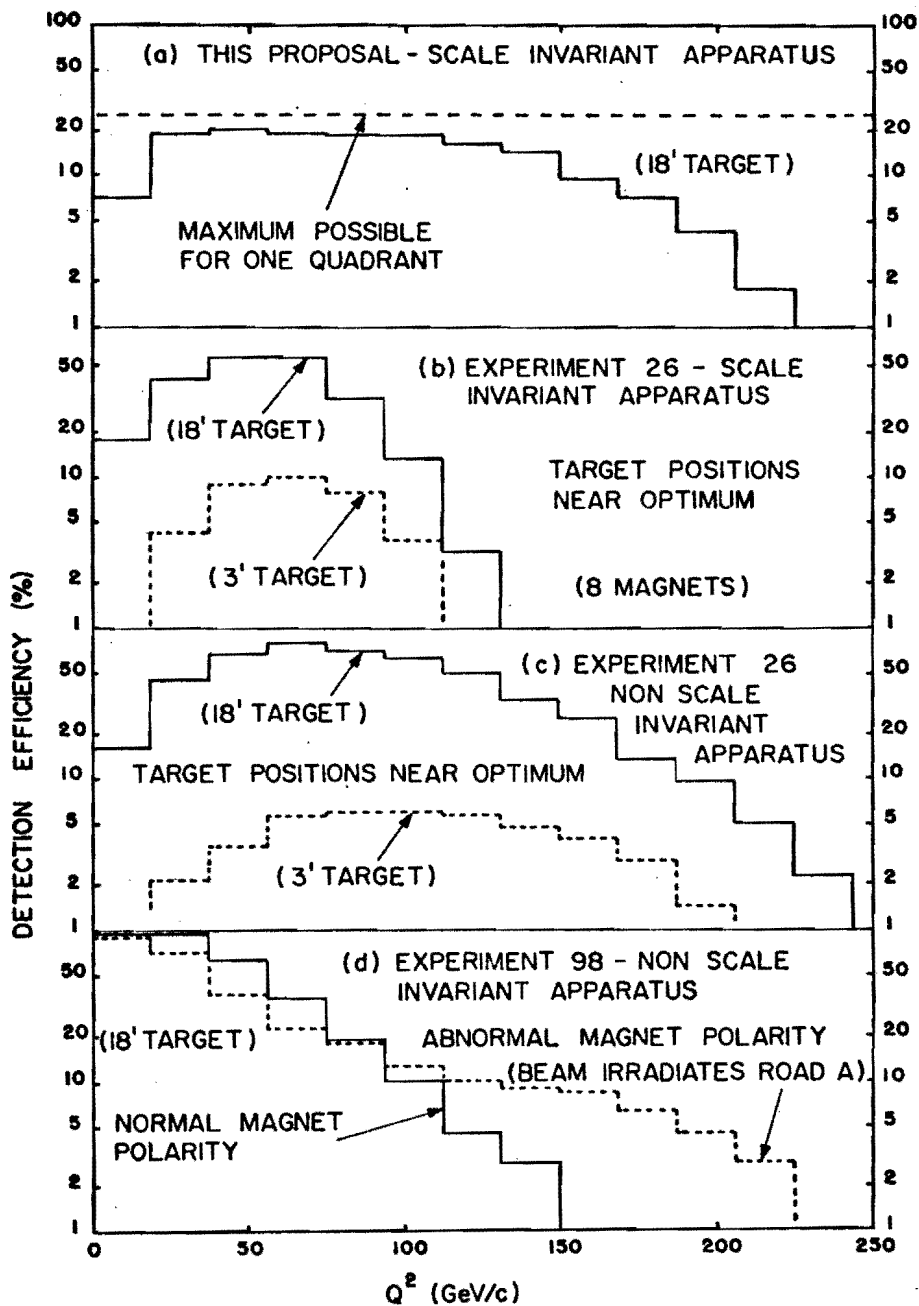 100
50
20
10
5
2
1
100
50
20
10
5
2
1
(a) THIS PROPOSAL - SCALE INVARIANT APPARATUS
(18' TARGET)
MAXIMUM POSSIBLE
FOR ONE QUADRANT
50
20
10
5
2
1
50
20
10
5
2
1
(b) EXPERIMENT 26 - SCALE
INVARIANT APPARATUS
(18' TARGET)
TARGET POSITIONS
NEAR OPTIMUM
(3' TARGET)
(8 MAGNETS)
50
20
10
5
2
1
50
20
10
5
2
1
(c) EXPERIMENT 26
NON SCALE
INVARIANT
APPARATUS
(18' TARGET)
TARGET POSITIONS NEAR OPTIMUM
(3' TARGET)
50
20
10
5
2
1
50
20
10
5
2
1
(d) EXPERIMENT 98 - NON SCALE
INVARIANT APPARATUS
(18' TARGET)
ABNORMAL MAGNET POLARITY
(BEAM IRRADIATES ROAD A)
NORMAL MAGNET
POLARITY
0 50 100 150 200 250
Q² (GeV/c)
DETECTION EFFICIENCY (%)